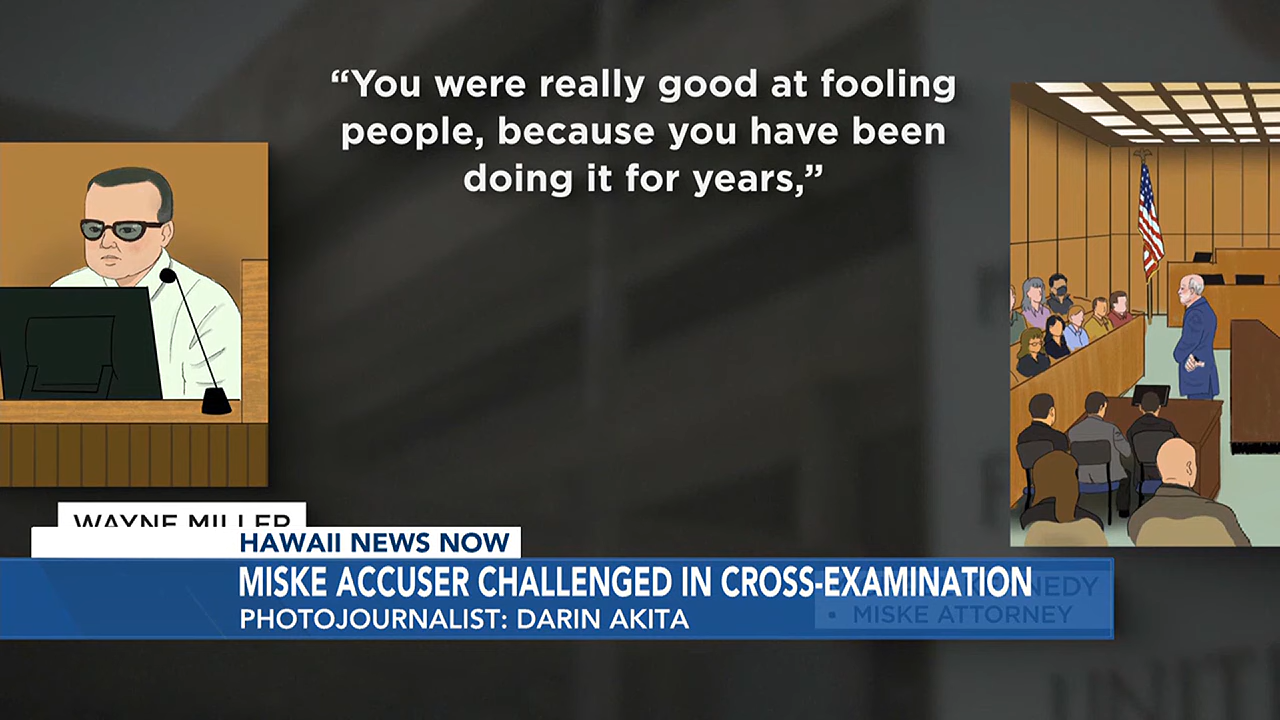 “You were really good at fooling
people, because you have been
doing it for years,”
WAYNE MILLER
HAWAII NEWS NOW
MISKE ACCUSER CHALLENGED IN CROSS-EXAMINATION
PHOTOJOURNALIST: DARIN AKITA
• MISKE ATTORNEY